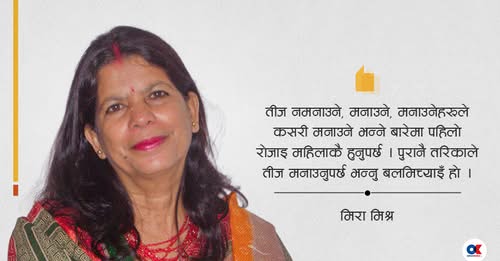 तीज नमनाउने, मनाउने, मनाउनेहरूले
कसरी मनाउने भन्ने बारेमा पहिलो
रोजाइ महिलाकै हुनुपर्छ । पुरानै तरिकाले
तीज मनाउनुपर्छ भन्नु बलमिच्याइँ हो ।
मिरा मिश्र